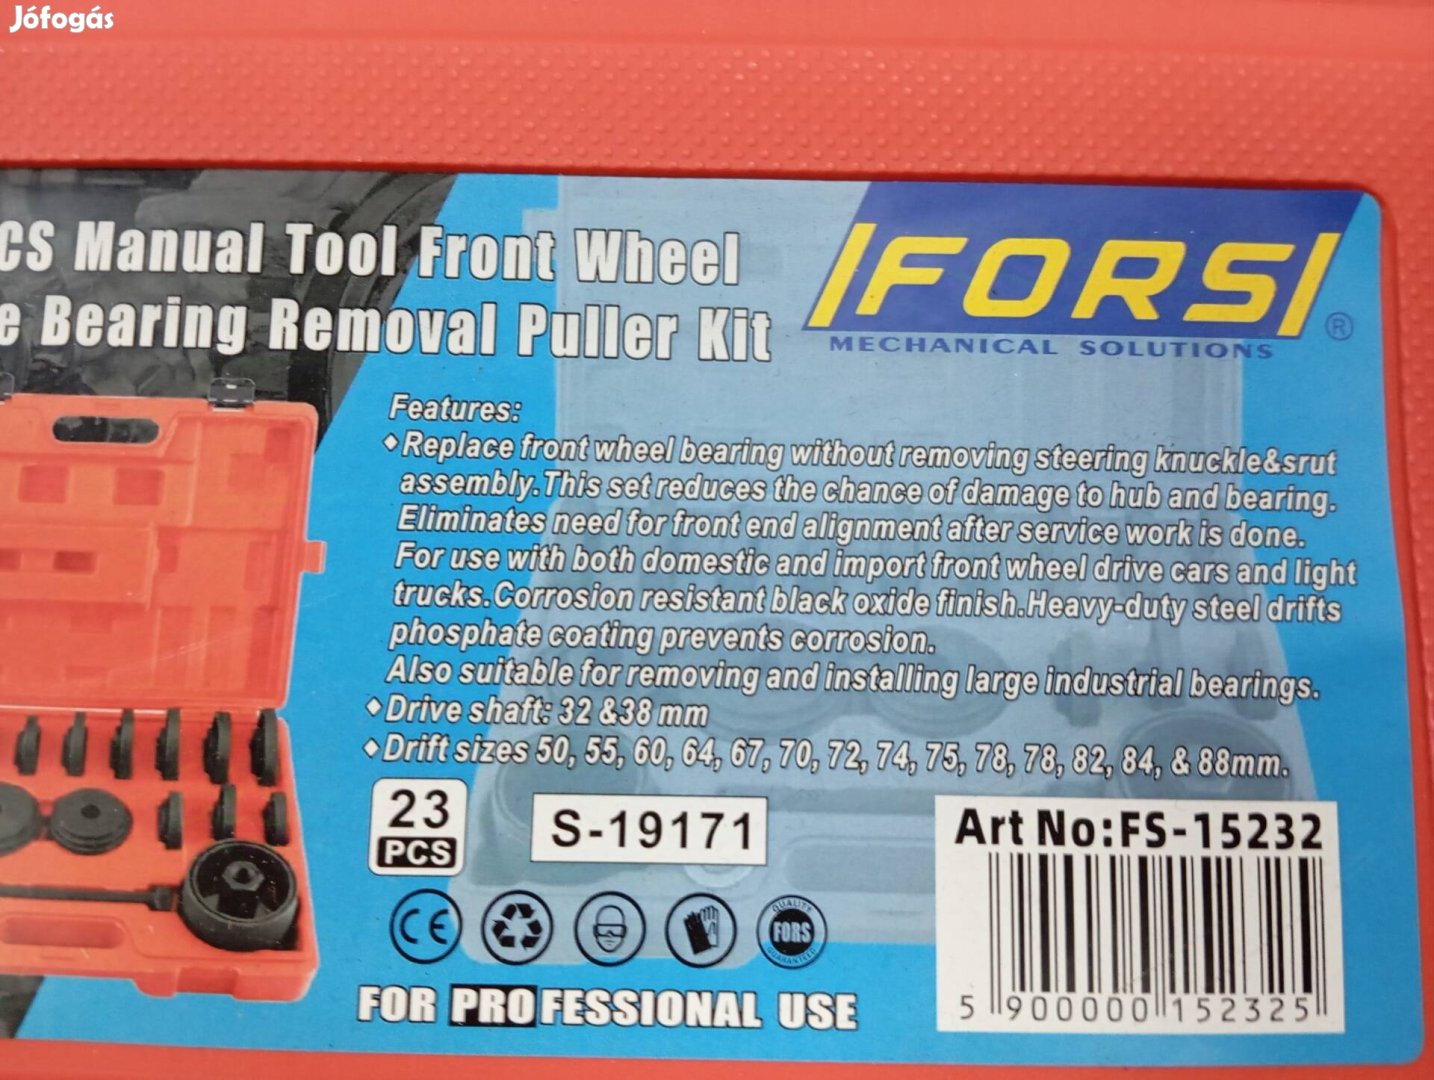 Jófogás
CS Manual Tool Front Wheel
e Bearing Removal Puller Kit
FORS
®
MECHANICAL SOLUTIONS
Features:
◆Replace front wheel bearing without removing steering knuckle&srut
assembly.This set reduces the chance of damage to hub and bearing.
Eliminates need for front end alignment after service work is done.
For use with both domestic and import front wheel drive cars and light
trucks.Corrosion resistant black oxide finish.Heavy-duty steel drifts
phosphate coating prevents corrosion.
Also suitable for removing and installing large industrial bearings.
◆Drive shaft: 32 &38 mm
◆Drift sizes 50, 55, 60, 64, 67, 70, 72, 74, 75, 78, 78, 82, 84, & 88mm.
23
PCS
S-19171
Art No:FS-15232
CE
QUALITY
FORS
GUARANTEED
5 900000 152325
FOR PROFESSIONAL USE